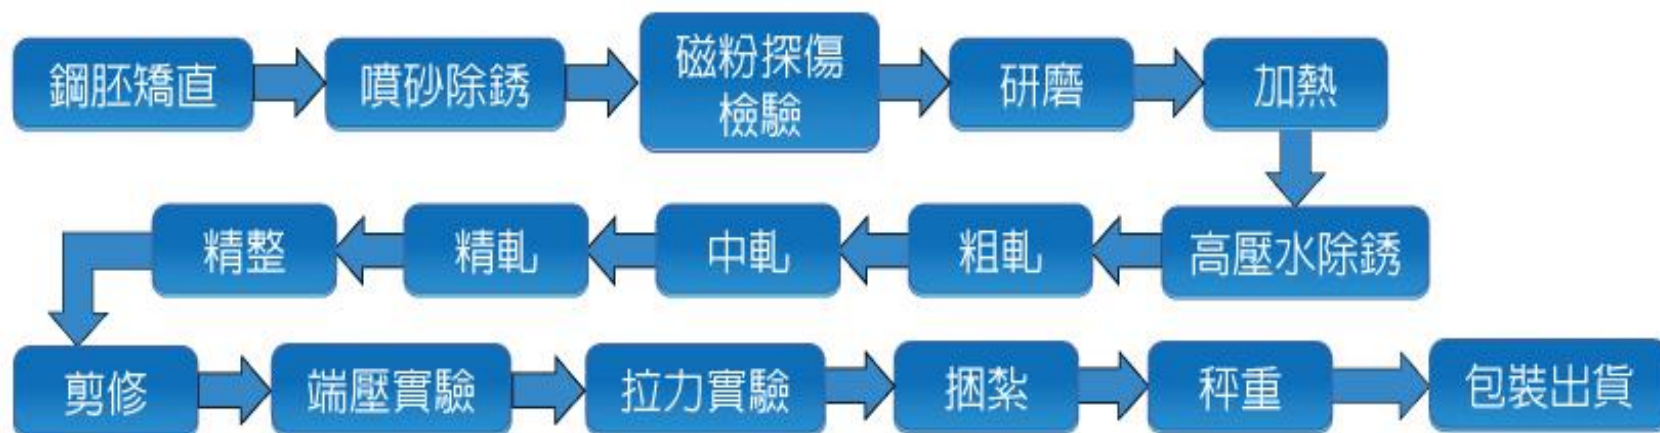 鋼胚矯直
噴砂除銹
磁粉探傷
檢驗
研磨
加熱
高壓水除銹
粗軋
中軋
精軋
精整
剪修
端壓實驗
拉力實驗
捆紮
秤重
包裝出貨